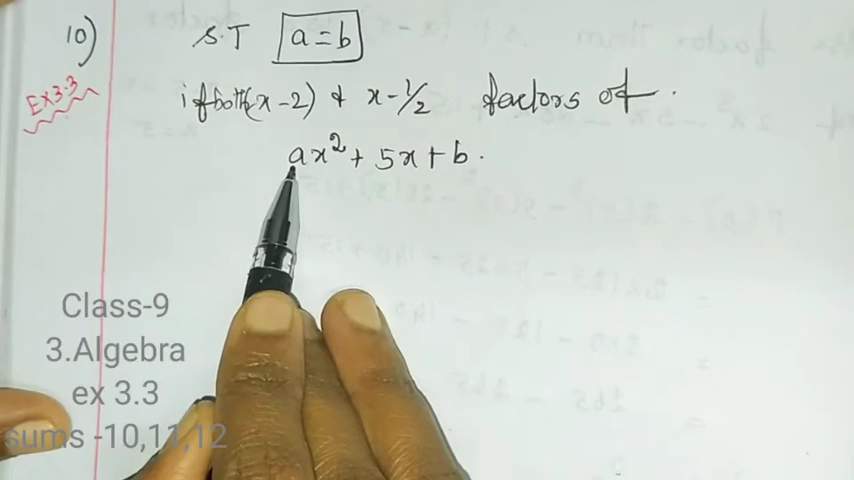 10) S.T a = b
Ex 3.3
if both (x - 2) & x - 1/2 factors of.
ax² + 5x + b.
Class-9
3.Algebra
ex 3.3
sums -10,11,12